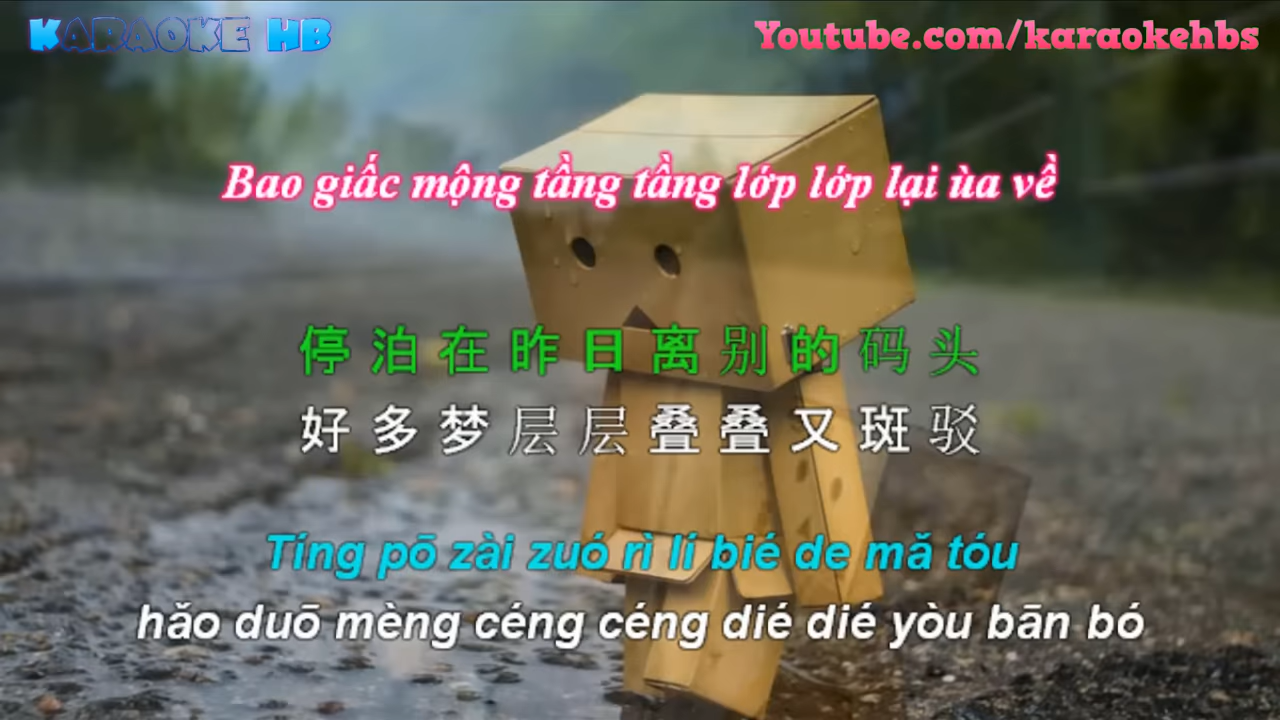 KARAOKE HB
Youtube.com/karaokehbs
Bao giấc mộng tầng tầng lớp lớp lại ùa về
停泊在昨日离别的码头
好多梦层层叠叠又斑驳
Tíng pō zài zuó rì lí bié de mǎ tóu
hǎo duō mèng céng céng dié dié yòu bān bó